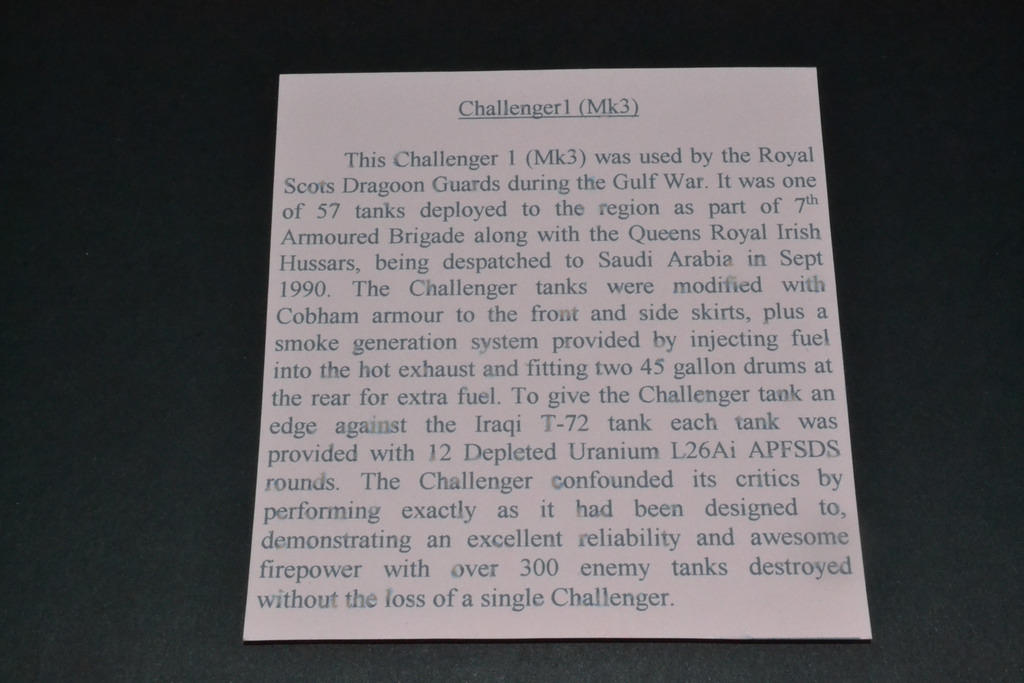 Challenger1 (Mk3)
This Challenger 1 (Mk3) was used by the Royal
Scots Dragoon Guards during the Gulf War. It was one
of 57 tanks deployed to the region as part of 7th
Armoured Brigade along with the Queens Royal Irish
Hussars, being despatched to Saudi Arabia in Sept
1990. The Challenger tanks were modified with
Cobham armour to the front and side skirts, plus a
smoke generation system provided by injecting fuel
into the hot exhaust and fitting two 45 gallon drums at
the rear for extra fuel. To give the Challenger tank an
edge against the Iraqi T-72 tank each tank was
provided with 12 Depleted Uranium L26Ai APFSDS
rounds. The Challenger confounded its critics by
performing exactly as it had been designed to,
demonstrating an excellent reliability and awesome
firepower with over 300 enemy tanks destroyed
without the loss of a single Challenger.